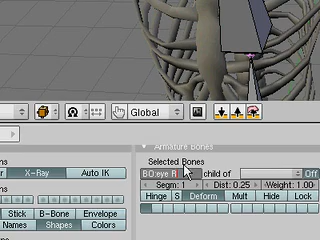 Global
Armature Bones
Selected Bones
X-Ray Auto IK
BO:eye R child of Off
Segm: 1 Dist: 0.25 Weight: 1.00
Hinge S Deform Mult Hide Lock
Stick B-Bone Envelope
Names Shapes Colors